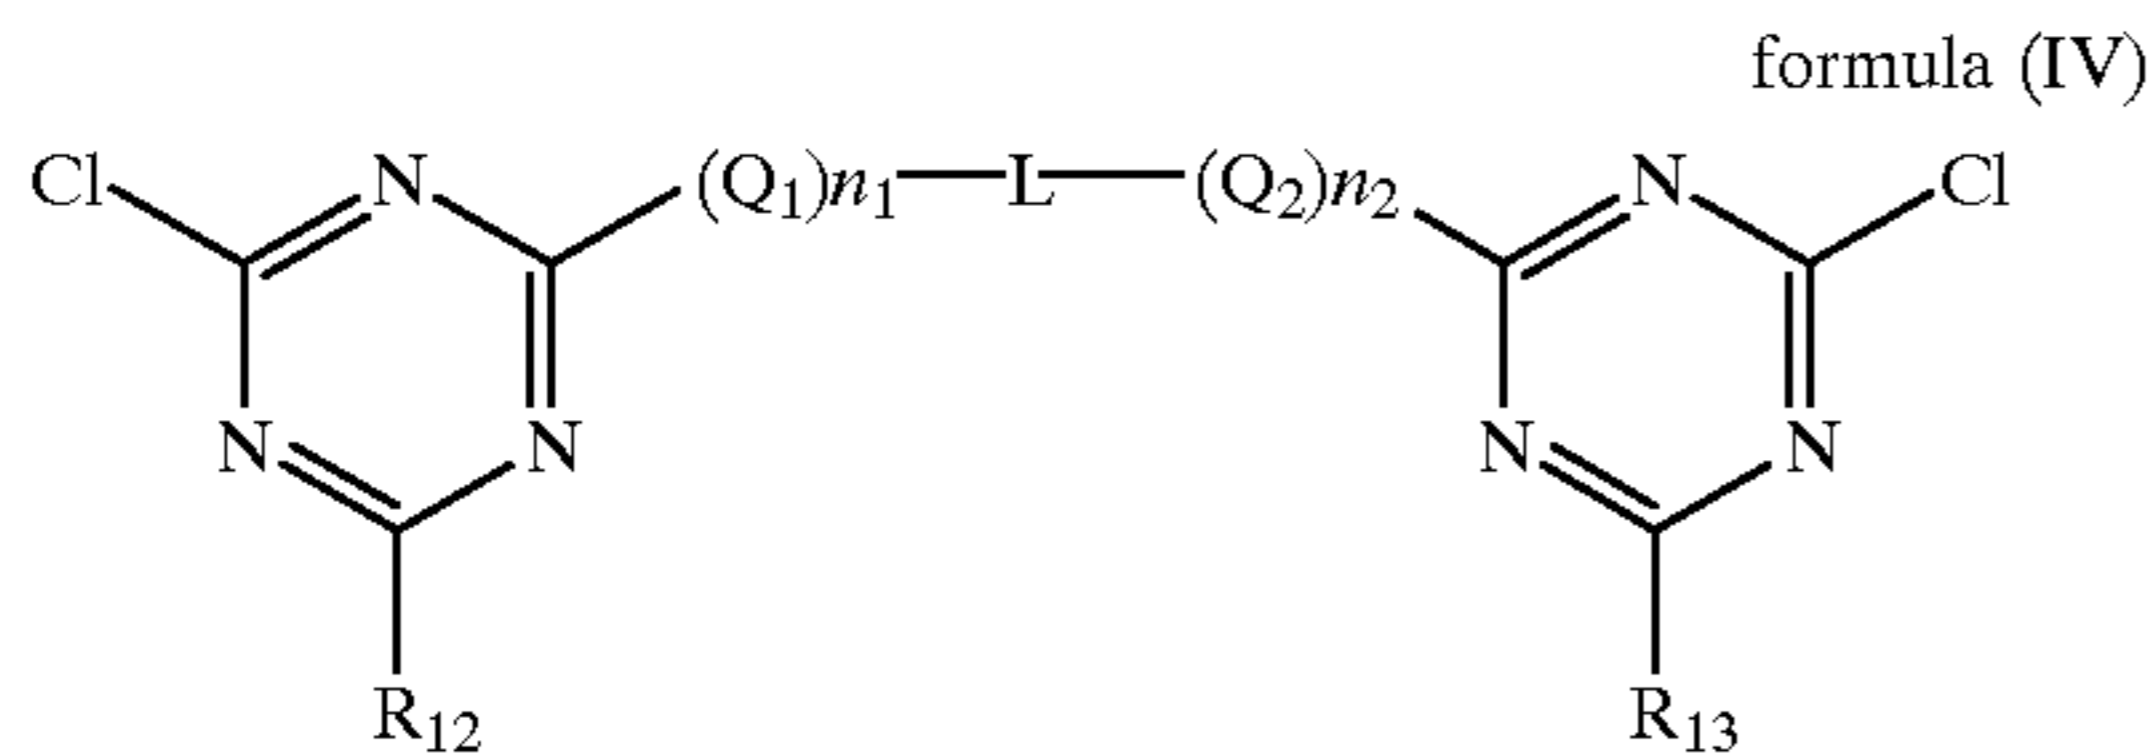 formula (IV)
Cl N (Q1)n1—L—(Q2)n2 N Cl
N N N N
R12 R13